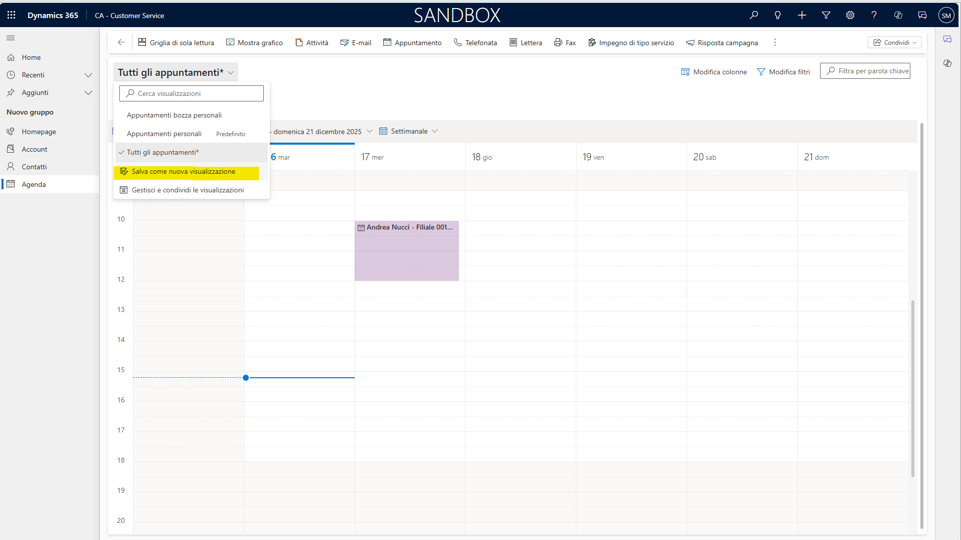 Dynamics 365
CA - Customer Service
SANDBOX
SM
Griglia di sola lettura
Mostra grafico
Attività
E-mail
Appuntamento
Telefonata
Lettera
Fax
Impegno di tipo servizio
Risposta campagna
Condividi
Home
Recenti
Aggiunti
Nuovo gruppo
Homepage
Account
Contatti
Agenda
Tutti gli appuntamenti*
Modifica colonne
Modifica filtri
Filtra per parola chiave
Cerca visualizzazioni
Appuntamenti bozza personali
Appuntamenti personali Predefinito
Tutti gli appuntamenti*
Salva come nuova visualizzazione
Gestisci e condividi le visualizzazioni
- domenica 21 dicembre 2025
Settimanale
6 mar
17 mer
18 gio
19 ven
20 sab
21 dom
10
Andrea Nucci - Filiale 001...
11
12
13
14
15
16
17
18
19
20